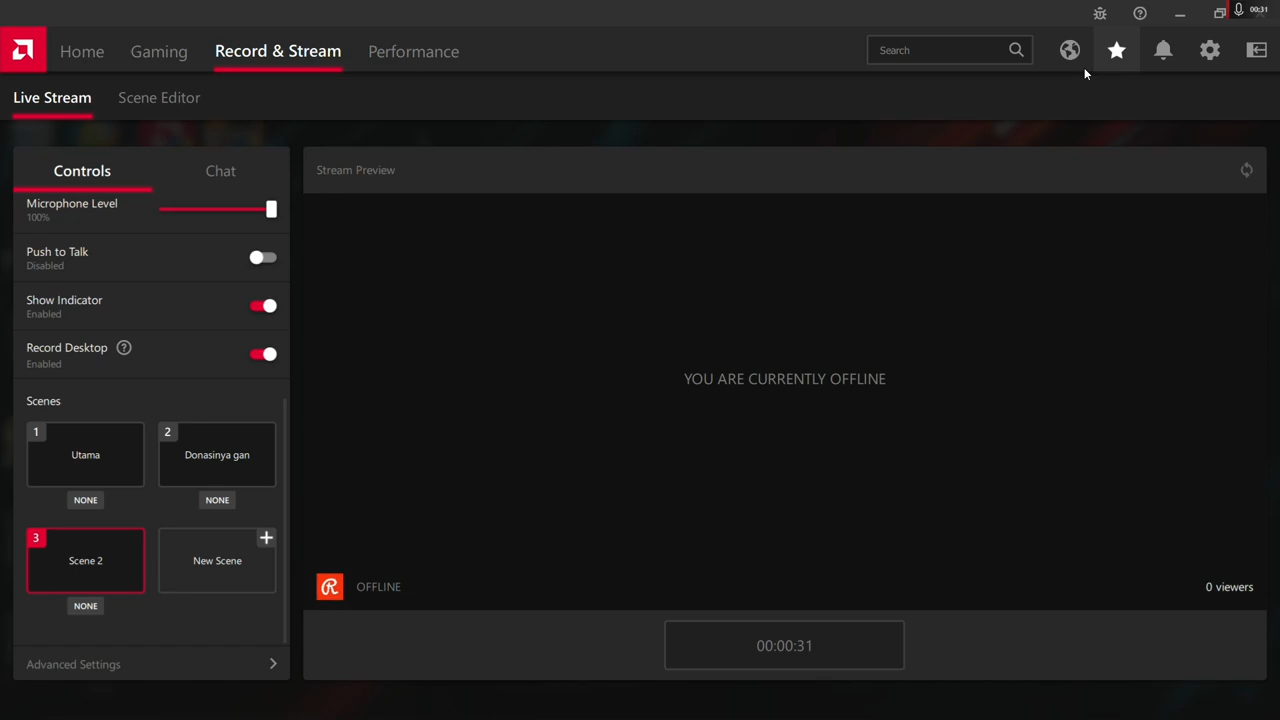 00:31
Home
Gaming
Record & Stream
Performance
Search
Live Stream
Scene Editor
Controls
Chat
Stream Preview
Microphone Level
100%
Push to Talk
Disabled
Show Indicator
Enabled
Record Desktop
Enabled
YOU ARE CURRENTLY OFFLINE
Scenes
1
Utama
NONE
2
Donasinya gan
NONE
3
Scene 2
NONE
New Scene
OFFLINE
0 viewers
00:00:31
Advanced Settings